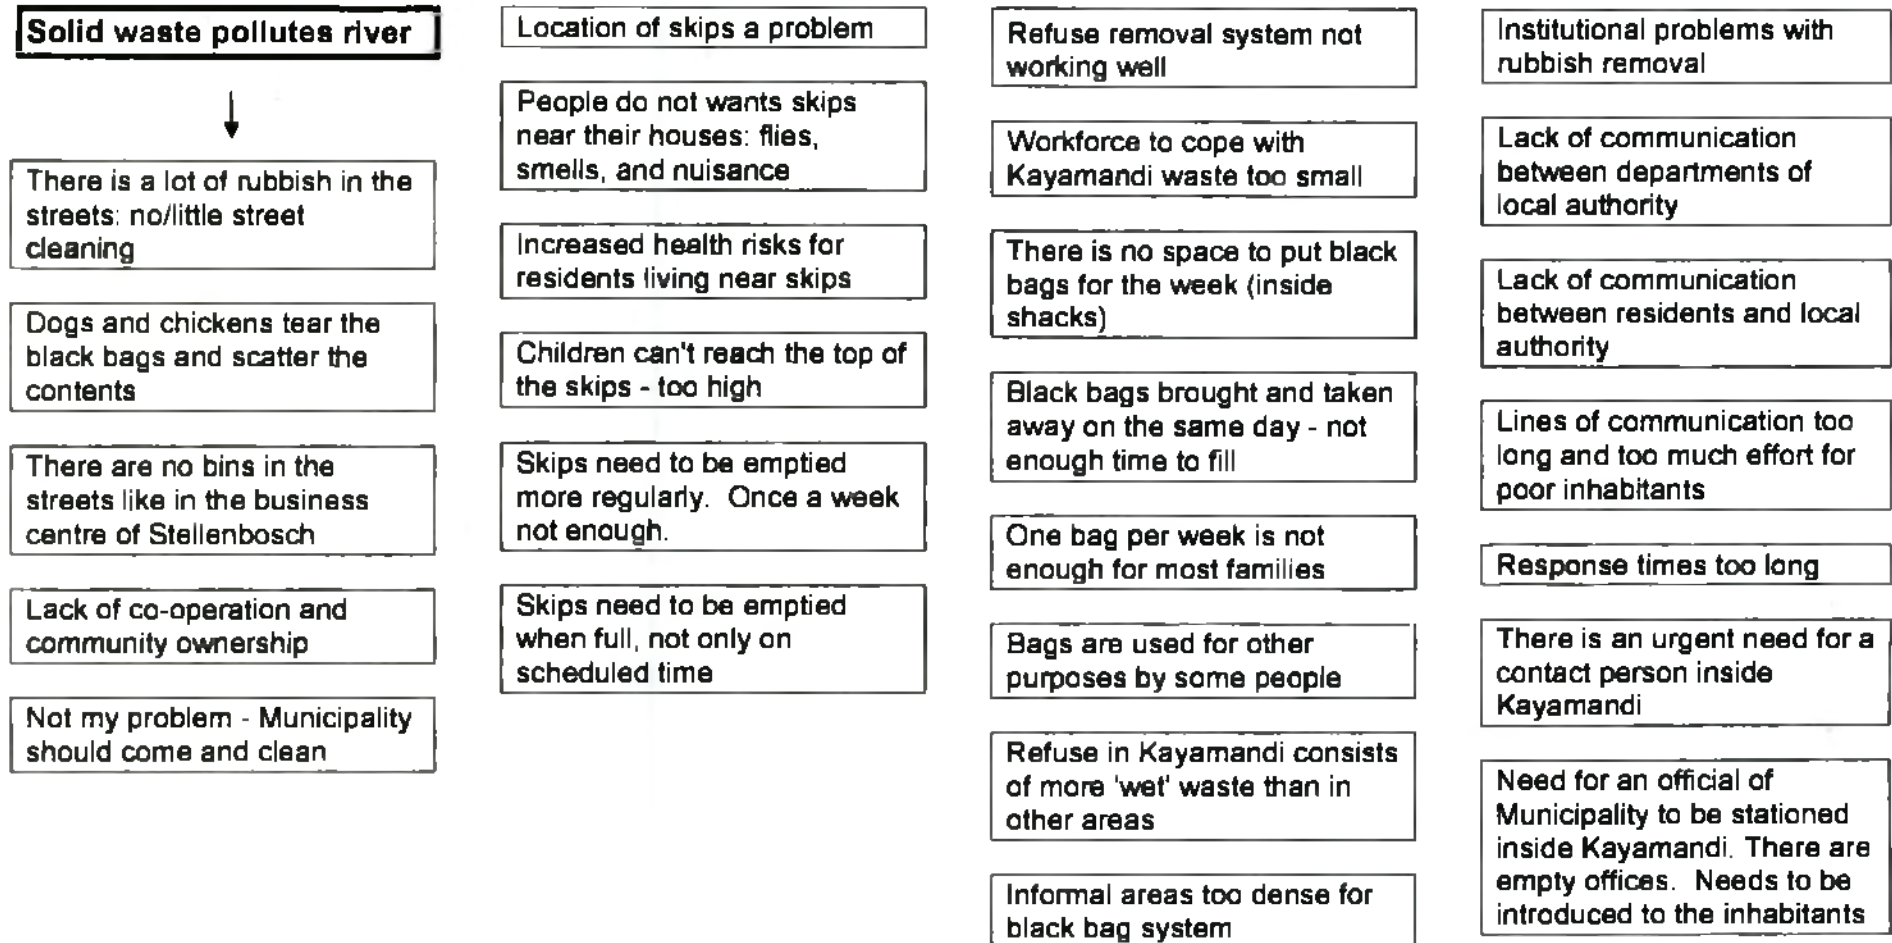 Solid waste pollutes river
There is a lot of rubbish in the
streets: no/little street
cleaning
Dogs and chickens tear the
black bags and scatter the
contents
There are no bins in the
streets like in the business
centre of Stellenbosch
Lack of co-operation and
community ownership
Not my problem - Municipality
should come and clean
Location of skips a problem
People do not wants skips
near their houses: flies,
smells, and nuisance
Increased health risks for
residents living near skips
Children can't reach the top of
the skips - too high
Skips need to be emptied
more regularly.  Once a week
not enough.
Skips need to be emptied
when full, not only on
scheduled time
Refuse removal system not
working well
Workforce to cope with
Kayamandi waste too small
There is no space to put black
bags for the week (inside
shacks)
Black bags brought and taken
away on the same day - not
enough time to fill
One bag per week is not
enough for most families
Bags are used for other
purposes by some people
Refuse in Kayamandi consists
of more 'wet' waste than in
other areas
Informal areas too dense for
black bag system
Institutional problems with
rubbish removal
Lack of communication
between departments of
local authority
Lack of communication
between residents and local
authority
Lines of communication too
long and too much effort for
poor inhabitants
Response times too long
There is an urgent need for a
contact person inside
Kayamandi
Need for an official of
Municipality to be stationed
inside Kayamandi. There are
empty offices.  Needs to be
introduced to the inhabitants